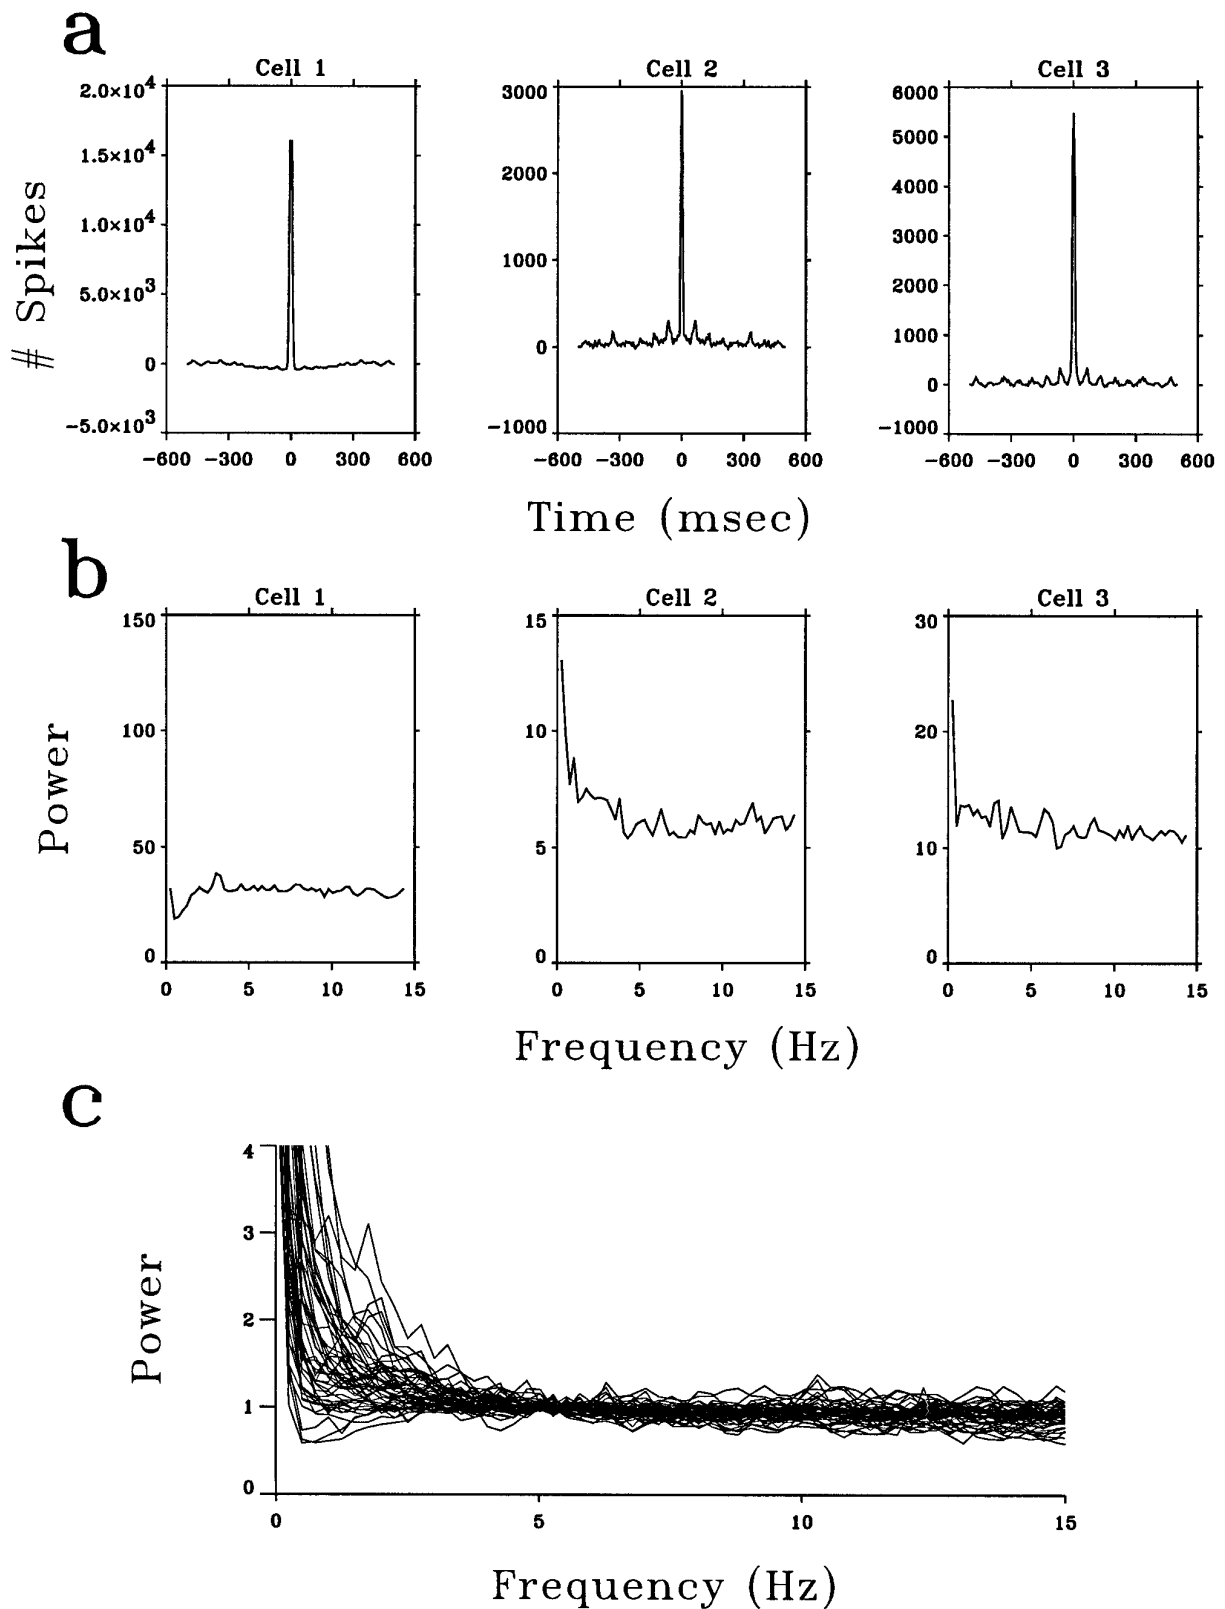 a
Cell 1
Cell 2
Cell 3
# Spikes
2.0×10⁴
1.5×10⁴
1.0×10⁴
5.0×10³
0
−5.0×10³
3000
2000
1000
0
−1000
6000
5000
4000
3000
2000
1000
0
−1000
−600 −300 0 300 600
−600 −300 0 300 600
−600 −300 0 300 600
Time (msec)
b
Cell 1
Cell 2
Cell 3
Power
150
100
50
0
15
10
5
0
30
20
10
0
0 5 10 15
0 5 10 15
0 5 10 15
Frequency (Hz)
c
Power
4
3
2
1
0
0 5 10 15
Frequency (Hz)